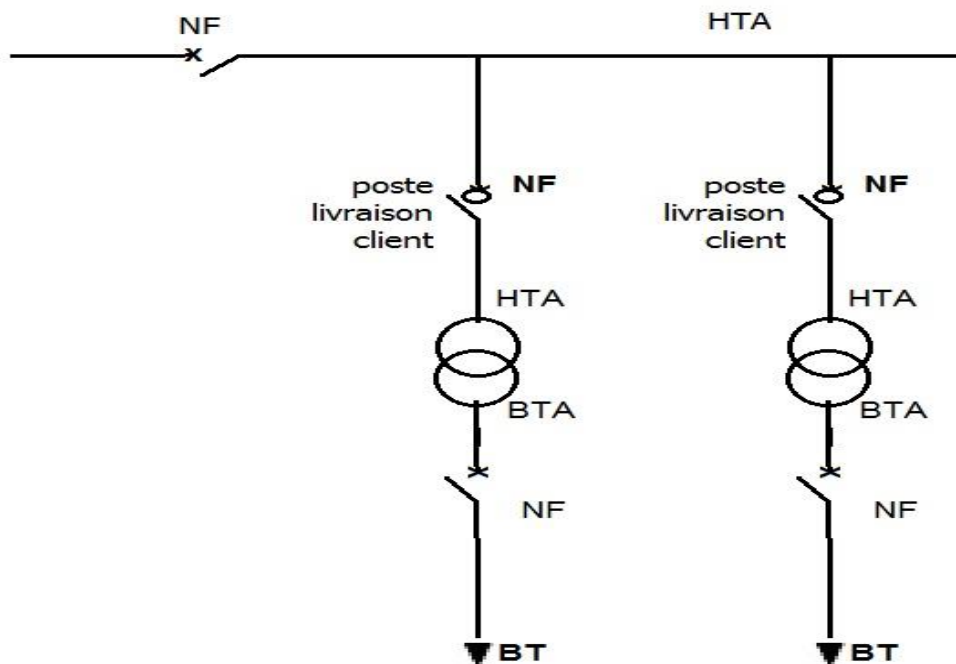 NF
HTA
poste
livraison
client
NF
poste
livraison
client
NF
HTA
HTA
BTA
BTA
NF
NF
BT
BT